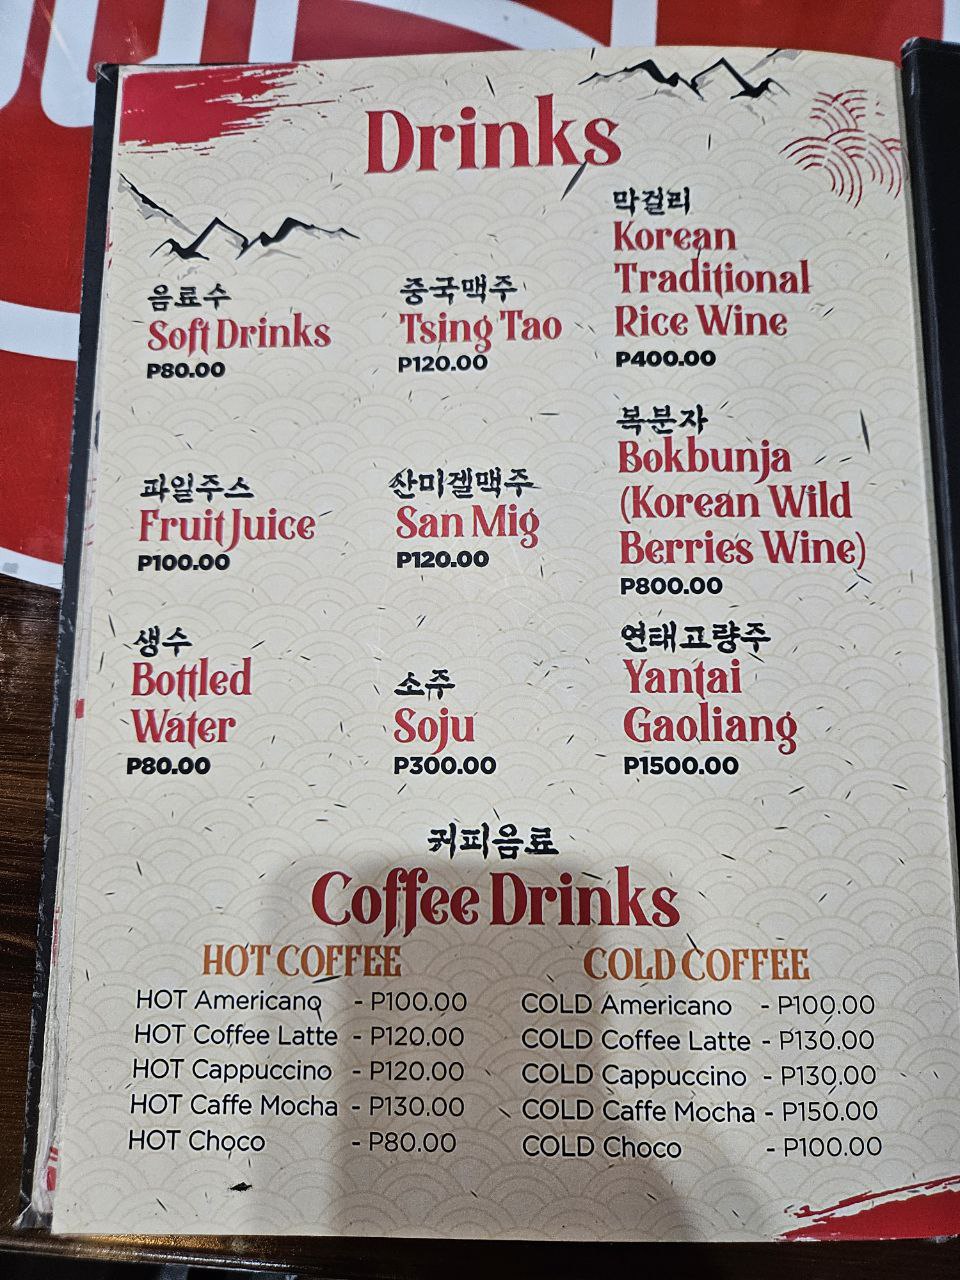 Drinks
음료수
Soft Drinks
P80.00
중국맥주
Tsing Tao
P120.00
막걸리
Korean
Traditional
Rice Wine
P400.00
파일주스
Fruit Juice
P100.00
산미겔맥주
San Mig
P120.00
복분자
Bokbunja
(Korean Wild
Berries Wine)
P800.00
생수
Bottled
Water
P80.00
소주
Soju
P300.00
연태고량주
Yantai
Gaoliang
P1500.00
커피음료
Coffee Drinks
HOT COFFEE
HOT Americano - P100.00
HOT Coffee Latte - P120.00
HOT Cappuccino - P120.00
HOT Caffe Mocha - P130.00
HOT Choco - P80.00
COLD COFFEE
COLD Americano - P100.00
COLD Coffee Latte - P130.00
COLD Cappuccino - P130.00
COLD Caffe Mocha - P150.00
COLD Choco - P100.00